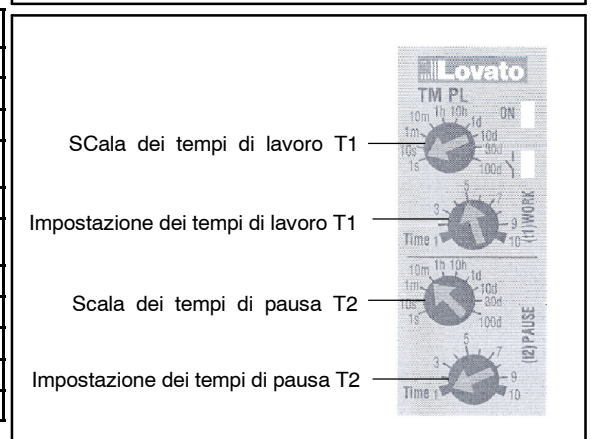 Lovato
TM PL
10m 1h 10h 1d ON
1m 10d
10s 30d
1s 100d
SCala dei tempi di lavoro T1
5
3 7
9
Time 1 10
(t1) WORK
Impostazione dei tempi di lavoro T1
10m 1h 10h 1d
1m 10d
10s 30d
1s 100d
Scala dei tempi di pausa T2
5
3 7
9
Time 1 10
(t2) PAUSE
Impostazione dei tempi di pausa T2